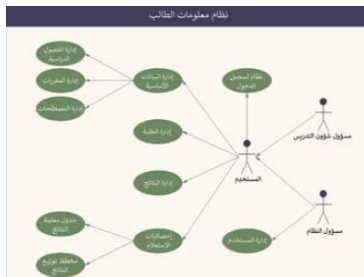 نظام معلومات الطالب
إدارة الفصول
الدراسية
إدارة المقررات
إدارة المصطلحات
إدارة البيانات
الأساسية
نظام تسجيل
الدخول
إدارة الطلبة
إدارة النتائج
المستخدم
مسؤول شؤون التدريس
مسؤول النظام
إدارة المستخدم
إحصائيات
الاستعلام
جدول معاينة
النتائج
مخطط توزيع
النتائج